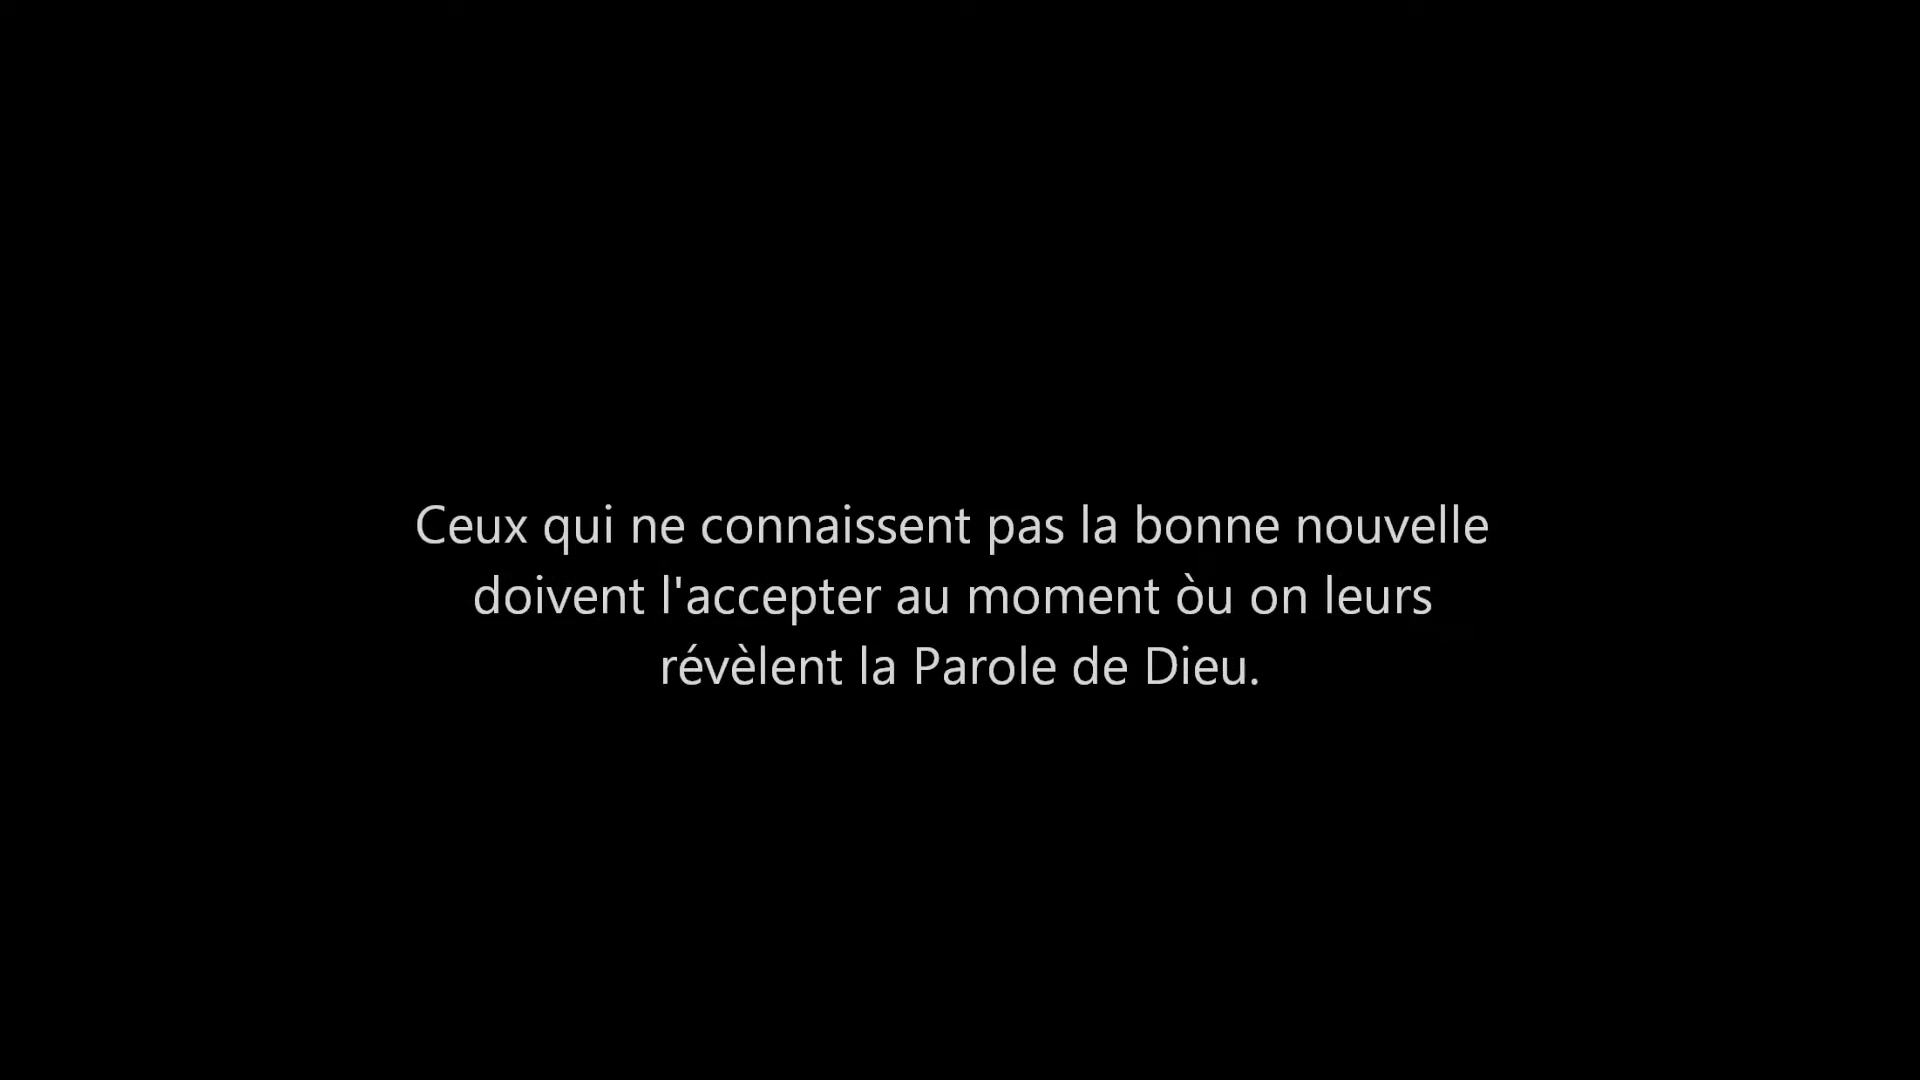 Ceux qui ne connaissent pas la bonne nouvelle
doivent l'accepter au moment òu on leurs
révèlent la Parole de Dieu.